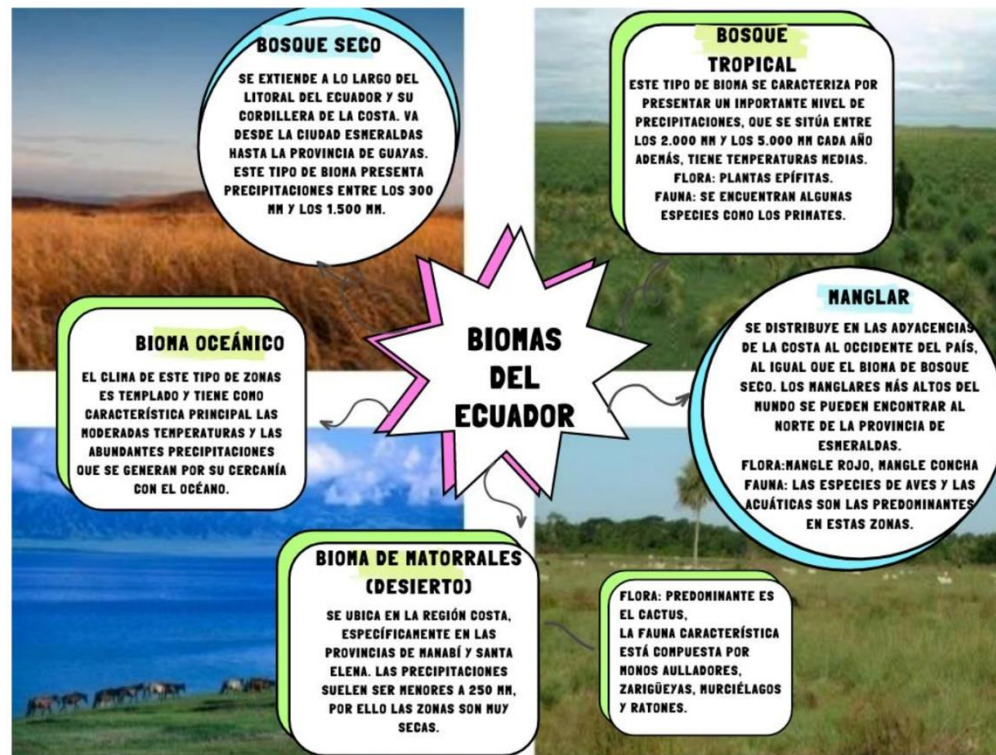 BOSQUE SECO
SE EXTIENDE A LO LARGO DEL
LITORAL DEL ECUADOR Y SU
CORDILLERA DE LA COSTA. VA
DESDE LA CIUDAD ESMERALDAS
HASTA LA PROVINCIA DE GUAYAS.
ESTE TIPO DE BIOMA PRESENTA
PRECIPITACIONES ENTRE LOS 300
MM Y LOS 1.500 MM.
BOSQUE
TROPICAL
ESTE TIPO DE BIOMA SE CARACTERIZA POR
PRESENTAR UN IMPORTANTE NIVEL DE
PRECIPITACIONES, QUE SE SITÚA ENTRE
LOS 2.000 MM Y LOS 5.000 MM CADA AÑO
ADEMÁS, TIENE TEMPERATURAS MEDIAS.
FLORA: PLANTAS EPÍFITAS.
FAUNA: SE ENCUENTRAN ALGUNAS
ESPECIES COMO LOS PRIMATES.
BIOMAS
DEL
ECUADOR
BIOMA OCEÁNICO
EL CLIMA DE ESTE TIPO DE ZONAS
ES TEMPLADO Y TIENE COMO
CARACTERÍSTICA PRINCIPAL LAS
MODERADAS TEMPERATURAS Y LAS
ABUNDANTES PRECIPITACIONES
QUE SE GENERAN POR SU CERCANÍA
CON EL OCÉANO.
MANGLAR
SE DISTRIBUYE EN LAS ADYACENCIAS
DE LA COSTA AL OCCIDENTE DEL PAÍS,
AL IGUAL QUE EL BIOMA DE BOSQUE
SECO. LOS MANGLARES MÁS ALTOS DEL
MUNDO SE PUEDEN ENCONTRAR AL
NORTE DE LA PROVINCIA DE
ESMERALDAS.
FLORA:MANGLE ROJO, MANGLE CONCHA
FAUNA: LAS ESPECIES DE AVES Y LAS
ACUÁTICAS SON LAS PREDOMINANTES
EN ESTAS ZONAS.
BIOMA DE MATORRALES
(DESIERTO)
SE UBICA EN LA REGIÓN COSTA,
ESPECÍFICAMENTE EN LAS
PROVINCIAS DE MANABÍ Y SANTA
ELENA. LAS PRECIPITACIONES
SUELEN SER MENORES A 250 MM,
POR ELLO LAS ZONAS SON MUY
SECAS.
FLORA: PREDOMINANTE ES
EL CACTUS,
LA FAUNA CARACTERÍSTICA
ESTÁ COMPUESTA POR
MONOS AULLADORES,
ZARIGÜEYAS, MURCIÉLAGOS
Y RATONES.